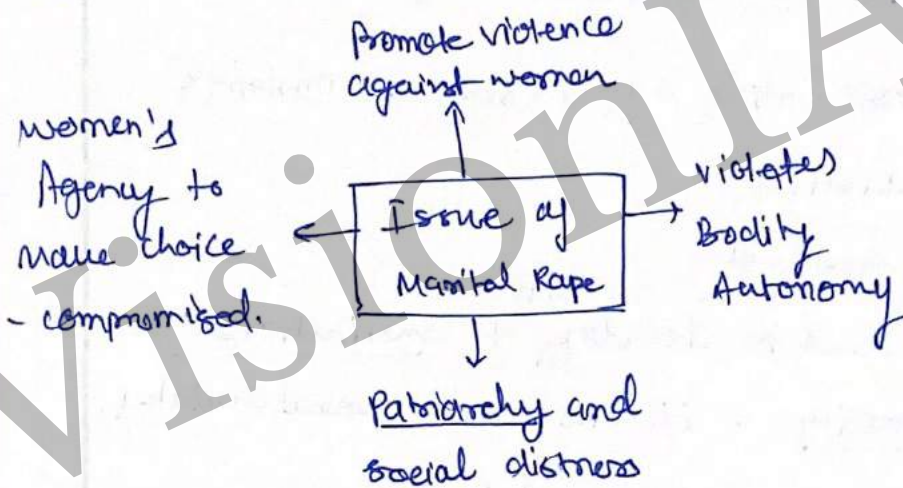 Promote violence
against women
women's
Agency to
make choice
- compromised.
Issue of
Marital Rape
violates
Bodily
Autonomy
Patriarchy and
social distress
VisionIA